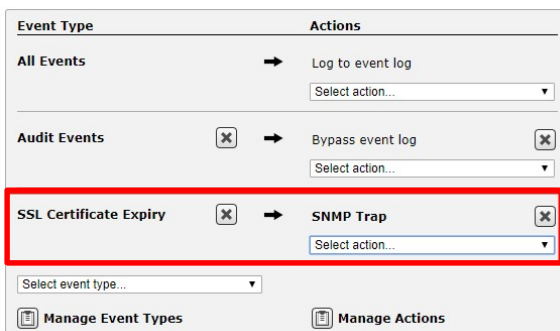 Event Type Actions
All Events Log to event log
Select action...
Audit Events Bypass event log
Select action...
SSL Certificate Expiry SNMP Trap
Select action...
Select event type...
Manage Event Types Manage Actions